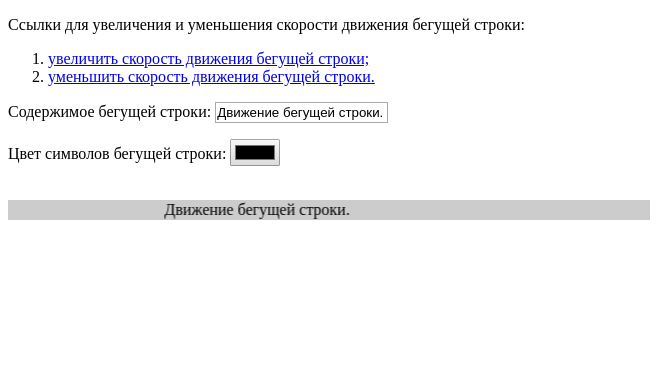 Ссылки для увеличения и уменьшения скорости движения бегущей строки:
1. увеличить скорость движения бегущей строки;
2. уменьшить скорость движения бегущей строки.
Содержимое бегущей строки: Движение бегущей строки.
Цвет символов бегущей строки:
Движение бегущей строки.